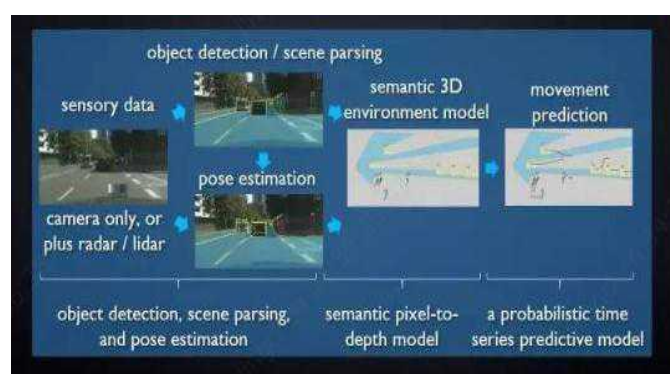 object detection / scene parsing
sensory data
semantic 3D
environment model
movement
prediction
pose estimation
camera only, or
plus radar / lidar
object detection, scene parsing,
and pose estimation
semantic pixel-to-
depth model
a probabilistic time
series predictive model